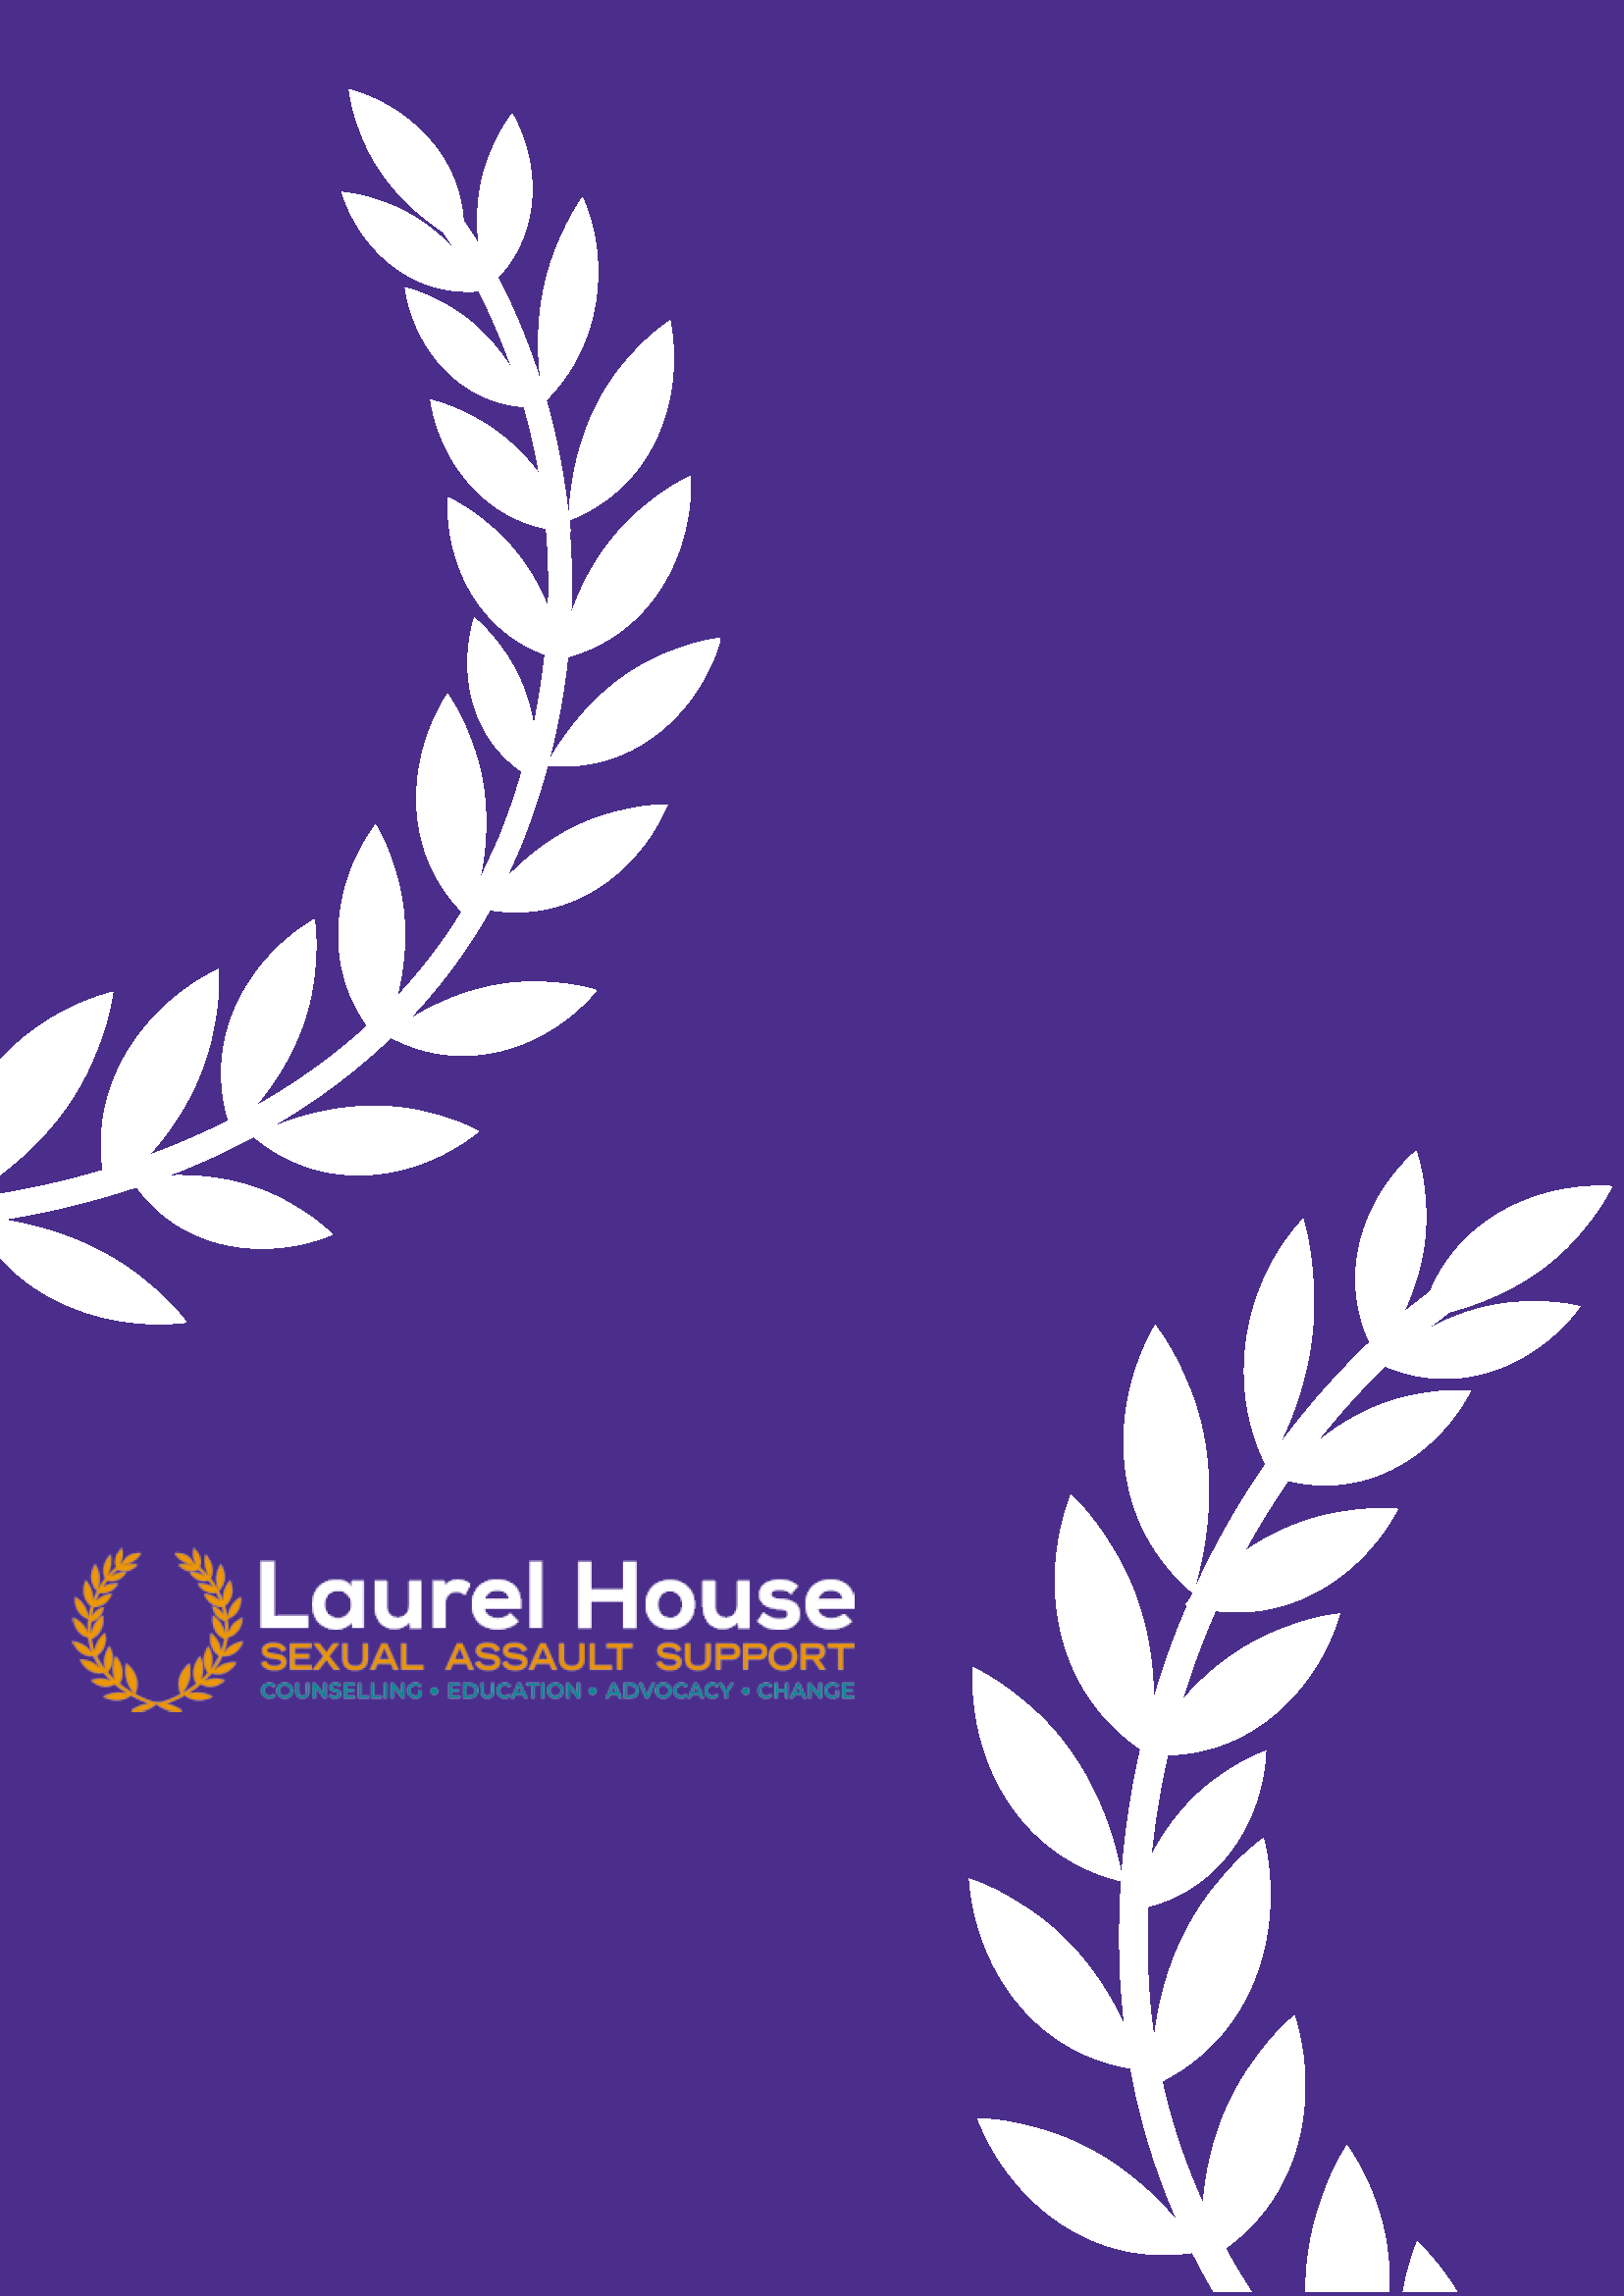 Laurel House
SEXUAL ASSAULT SUPPORT
COUNSELLING • EDUCATION • ADVOCACY • CHANGE